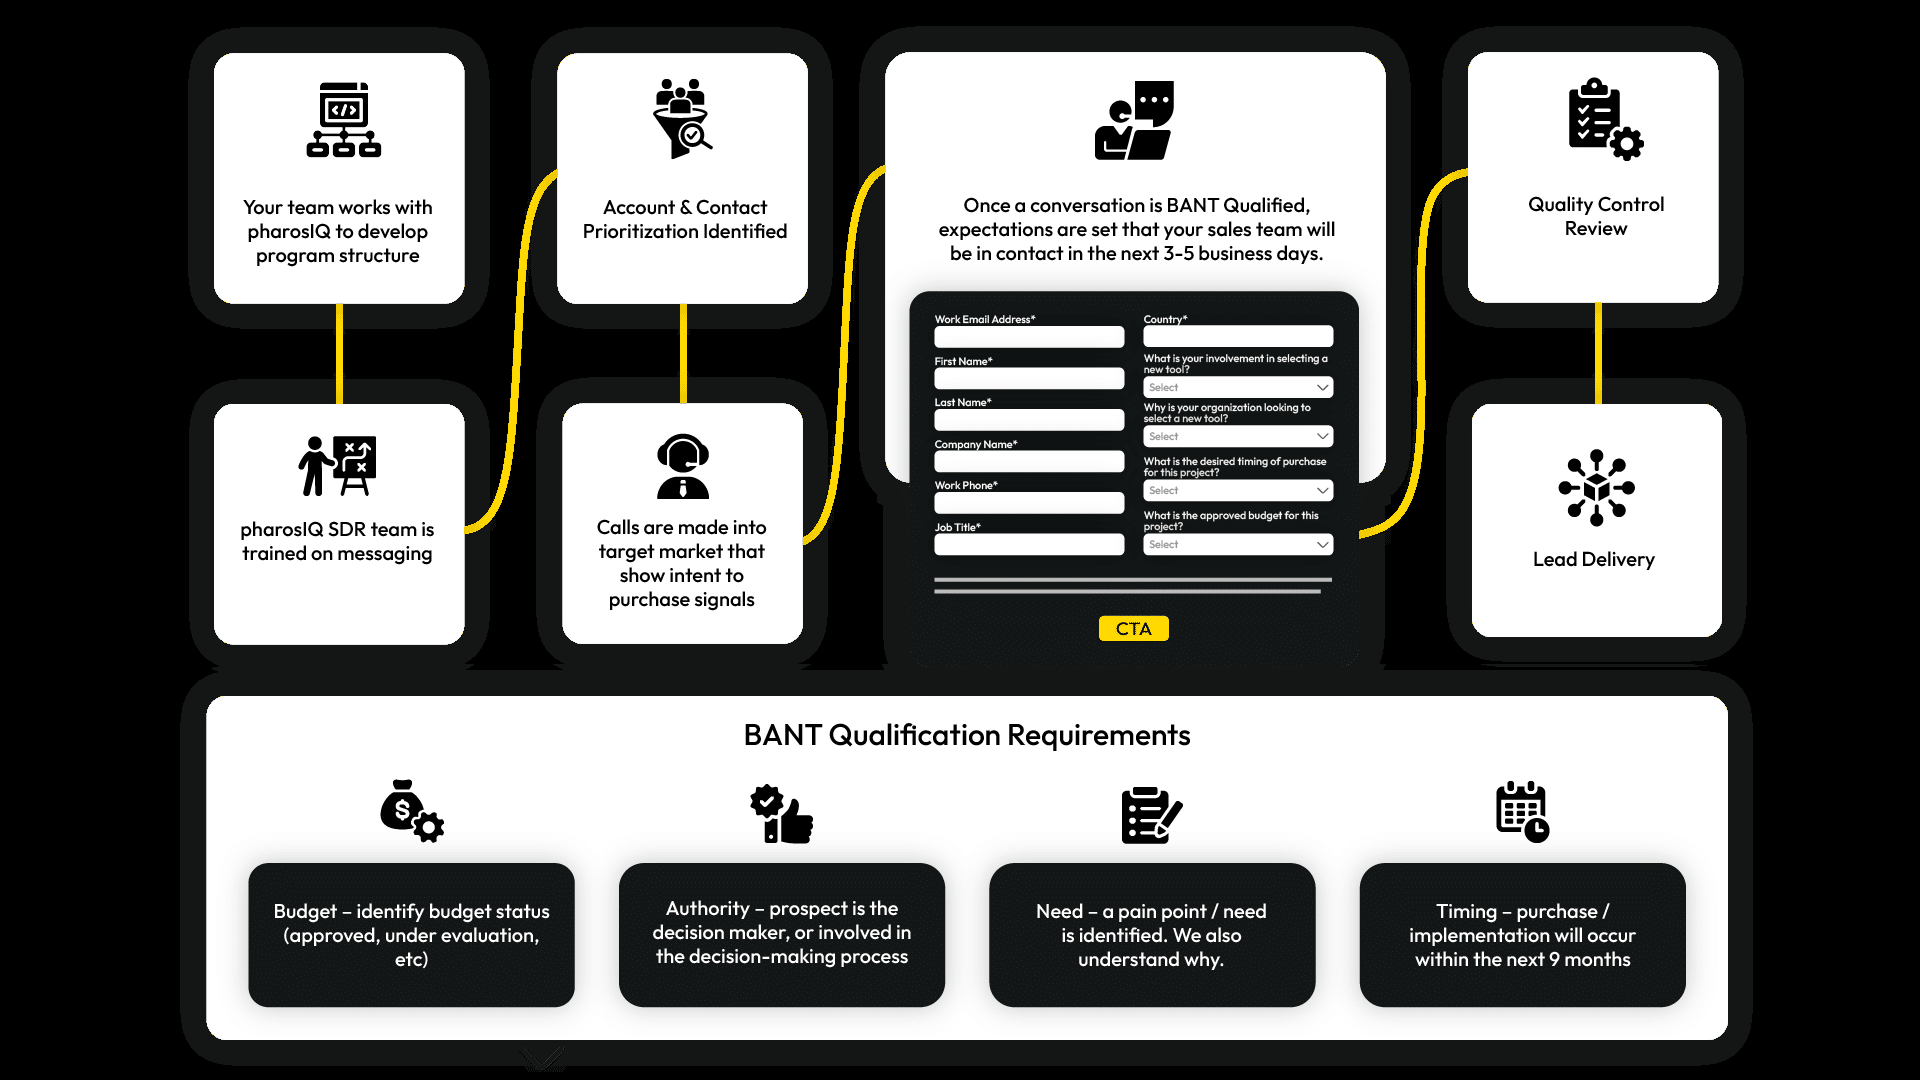 Your team works with
pharosIQ to develop
program structure
pharosIQ SDR team is
trained on messaging
Account & Contact
Prioritization Identified
Calls are made into
target market that
show intent to
purchase signals
Once a conversation is BANT Qualified,
expectations are set that your sales team will
be in contact in the next 3-5 business days.
Work Email Address*
First Name*
Last Name*
Company Name*
Work Phone*
Job Title*
Country*
What is your involvement in selecting a
new tool?
Select
Why is your organization looking to
select a new tool?
Select
What is the desired timing of purchase
for this project?
Select
What is the approved budget for this
project?
Select
CTA
Quality Control
Review
Lead Delivery
BANT Qualification Requirements
Budget – identify budget status
(approved, under evaluation,
etc)
Authority – prospect is the
decision maker, or involved in
the decision-making process
Need – a pain point / need
is identified. We also
understand why.
Timing – purchase /
implementation will occur
within the next 9 months